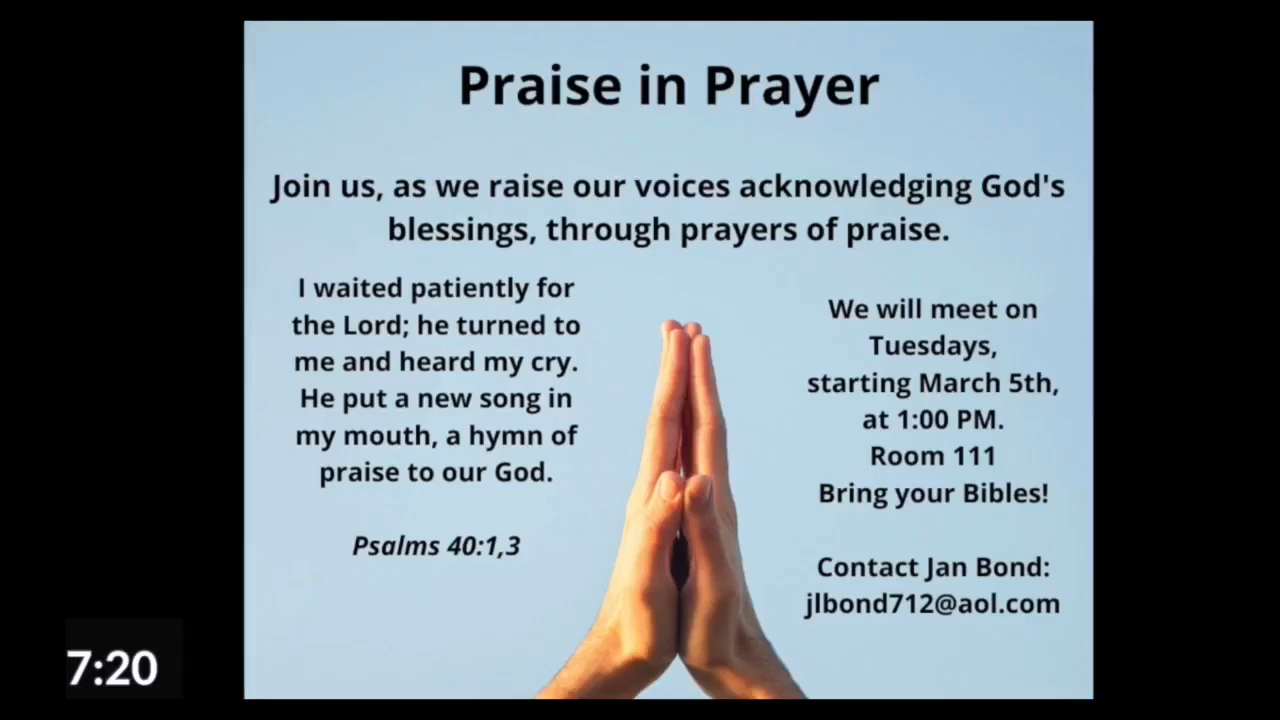 Praise in Prayer
Join us, as we raise our voices acknowledging God's
blessings, through prayers of praise.
I waited patiently for
the Lord; he turned to
me and heard my cry.
He put a new song in
my mouth, a hymn of
praise to our God.
Psalms 40:1,3
We will meet on
Tuesdays,
starting March 5th,
at 1:00 PM.
Room 111
Bring your Bibles!
Contact Jan Bond:
jlbond712@aol.com
7:20